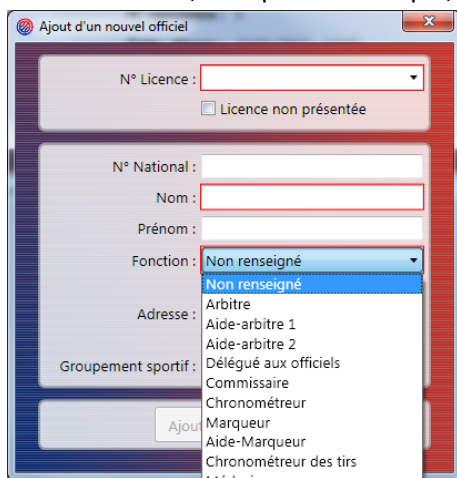 Ajout d'un nouvel officiel
N° Licence :
Licence non présentée
N° National :
Nom :
Prénom :
Fonction : Non renseigné
Non renseigné
Arbitre
Adresse :
Aide-arbitre 1
Aide-arbitre 2
Groupement sportif :
Délégué aux officiels
Commissaire
Chronométreur
Ajout
Marqueur
Aide-Marqueur
Chronométreur des tirs